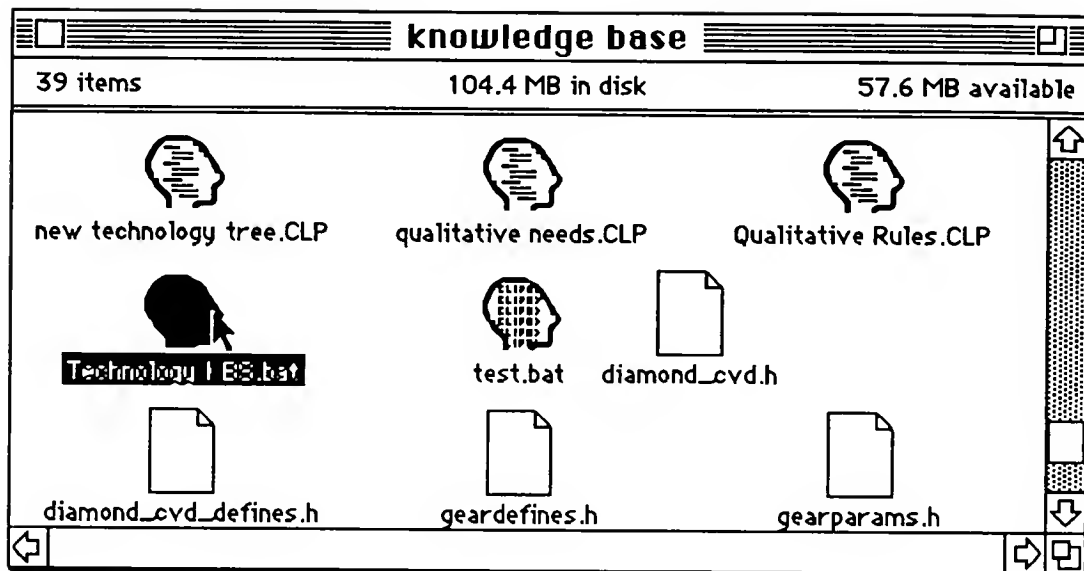 knowledge base
39 items 104.4 MB in disk 57.6 MB available
new technology tree.CLP qualitative needs.CLP Qualitative Rules.CLP
Technology KBS.bat test.bat diamond_cvd.h
diamond_cvd_defines.h geardefines.h gearparams.h